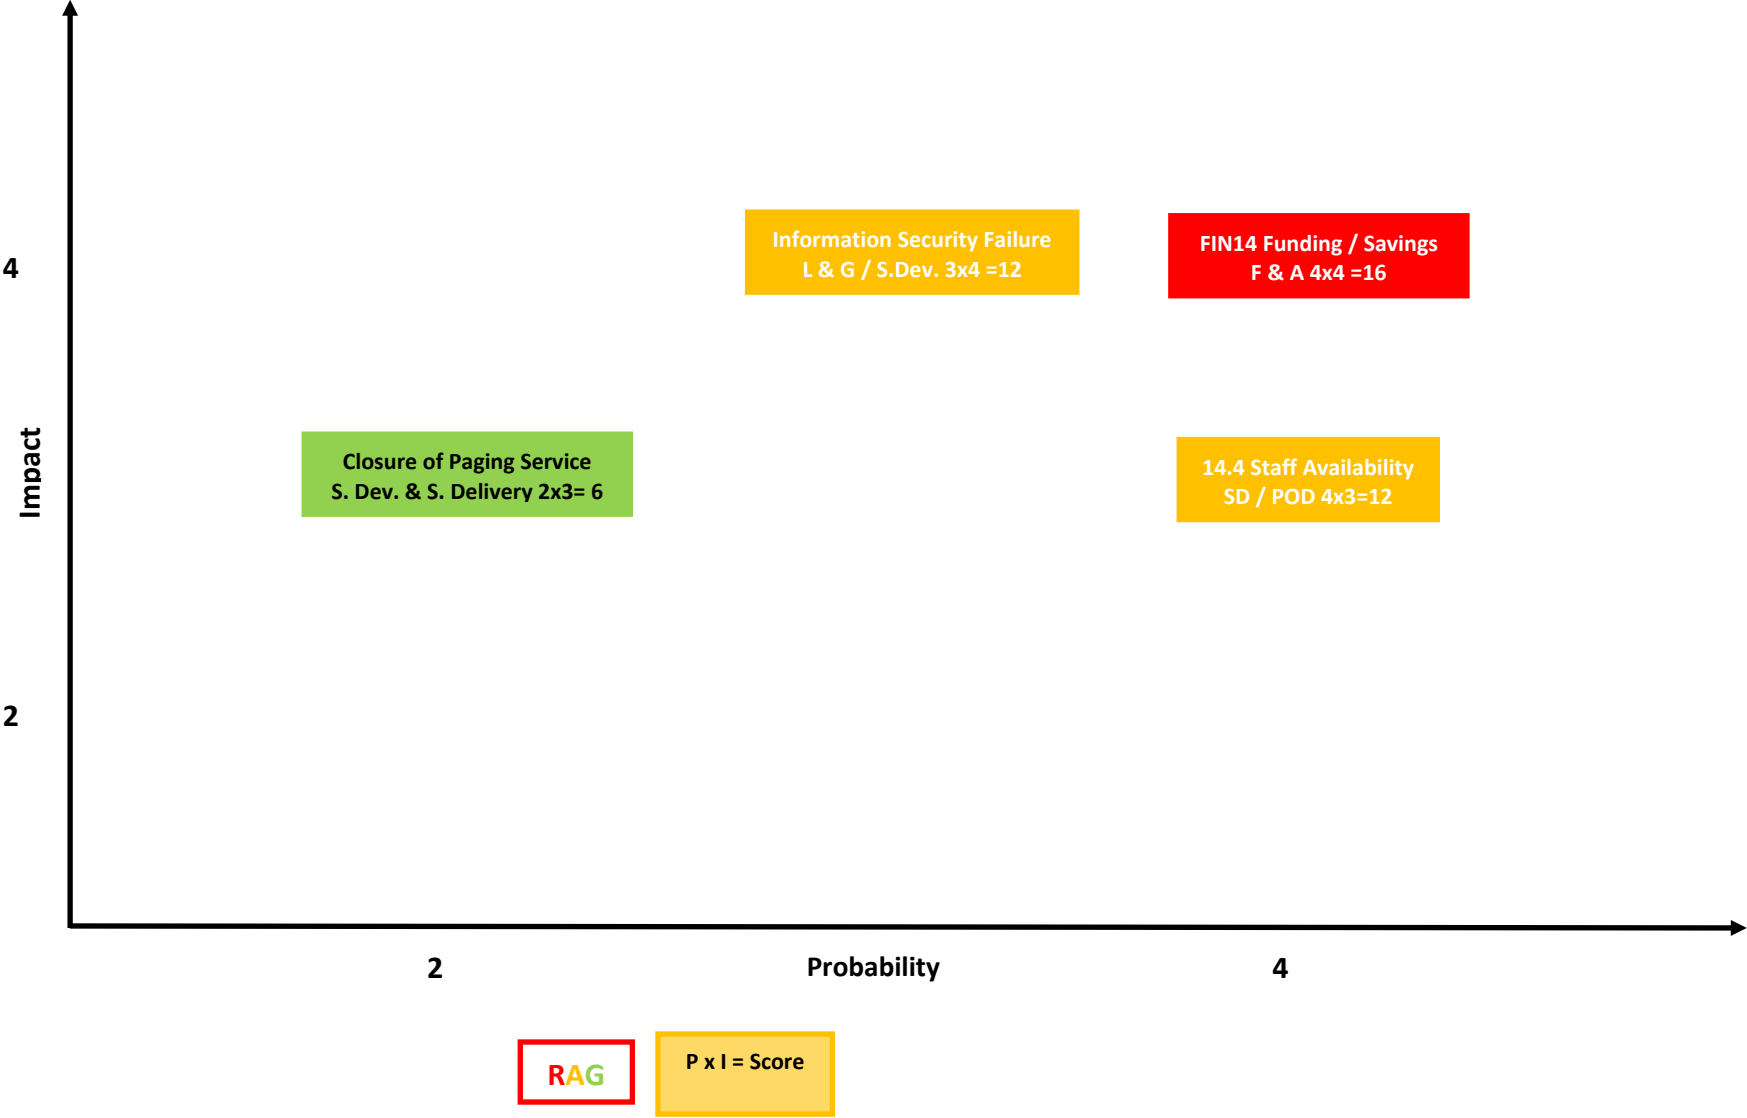 4
Information Security Failure
L & G / S.Dev. 3x4 =12
FIN14 Funding / Savings
F & A 4x4 =16
Impact
Closure of Paging Service
S. Dev. & S. Delivery 2x3= 6
14.4 Staff Availability
SD / POD 4x3=12
2
2
Probability
4
RAG
P x I = Score